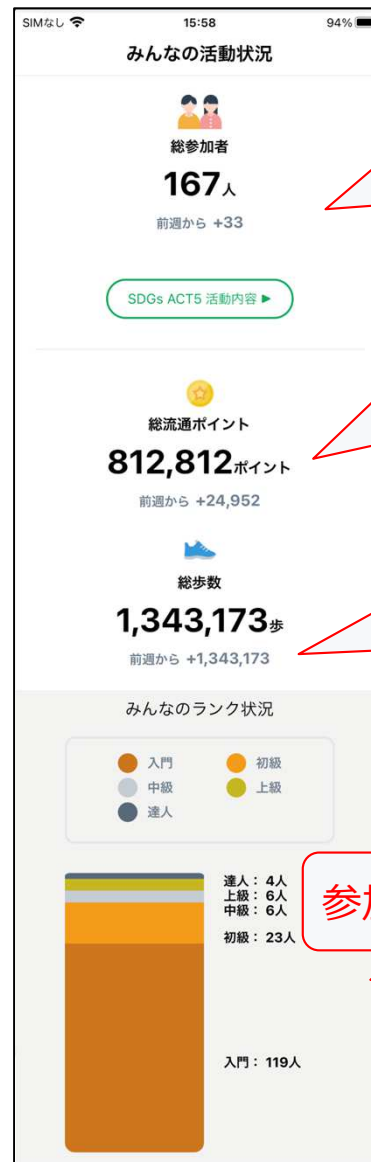 SIMなし 15:58 94%
みんなの活動状況
総参加者
167人
前週から +33
SDGs ACT5 活動内容 ▶
総流通ポイント
812,812ポイント
前週から +24,952
総歩数
1,343,173歩
前週から +1,343,173
みんなのランク状況
入門 初級
中級 上級
達人
達人： 4人
上級： 6人
中級： 6人
初級： 23人
入門： 119人
参